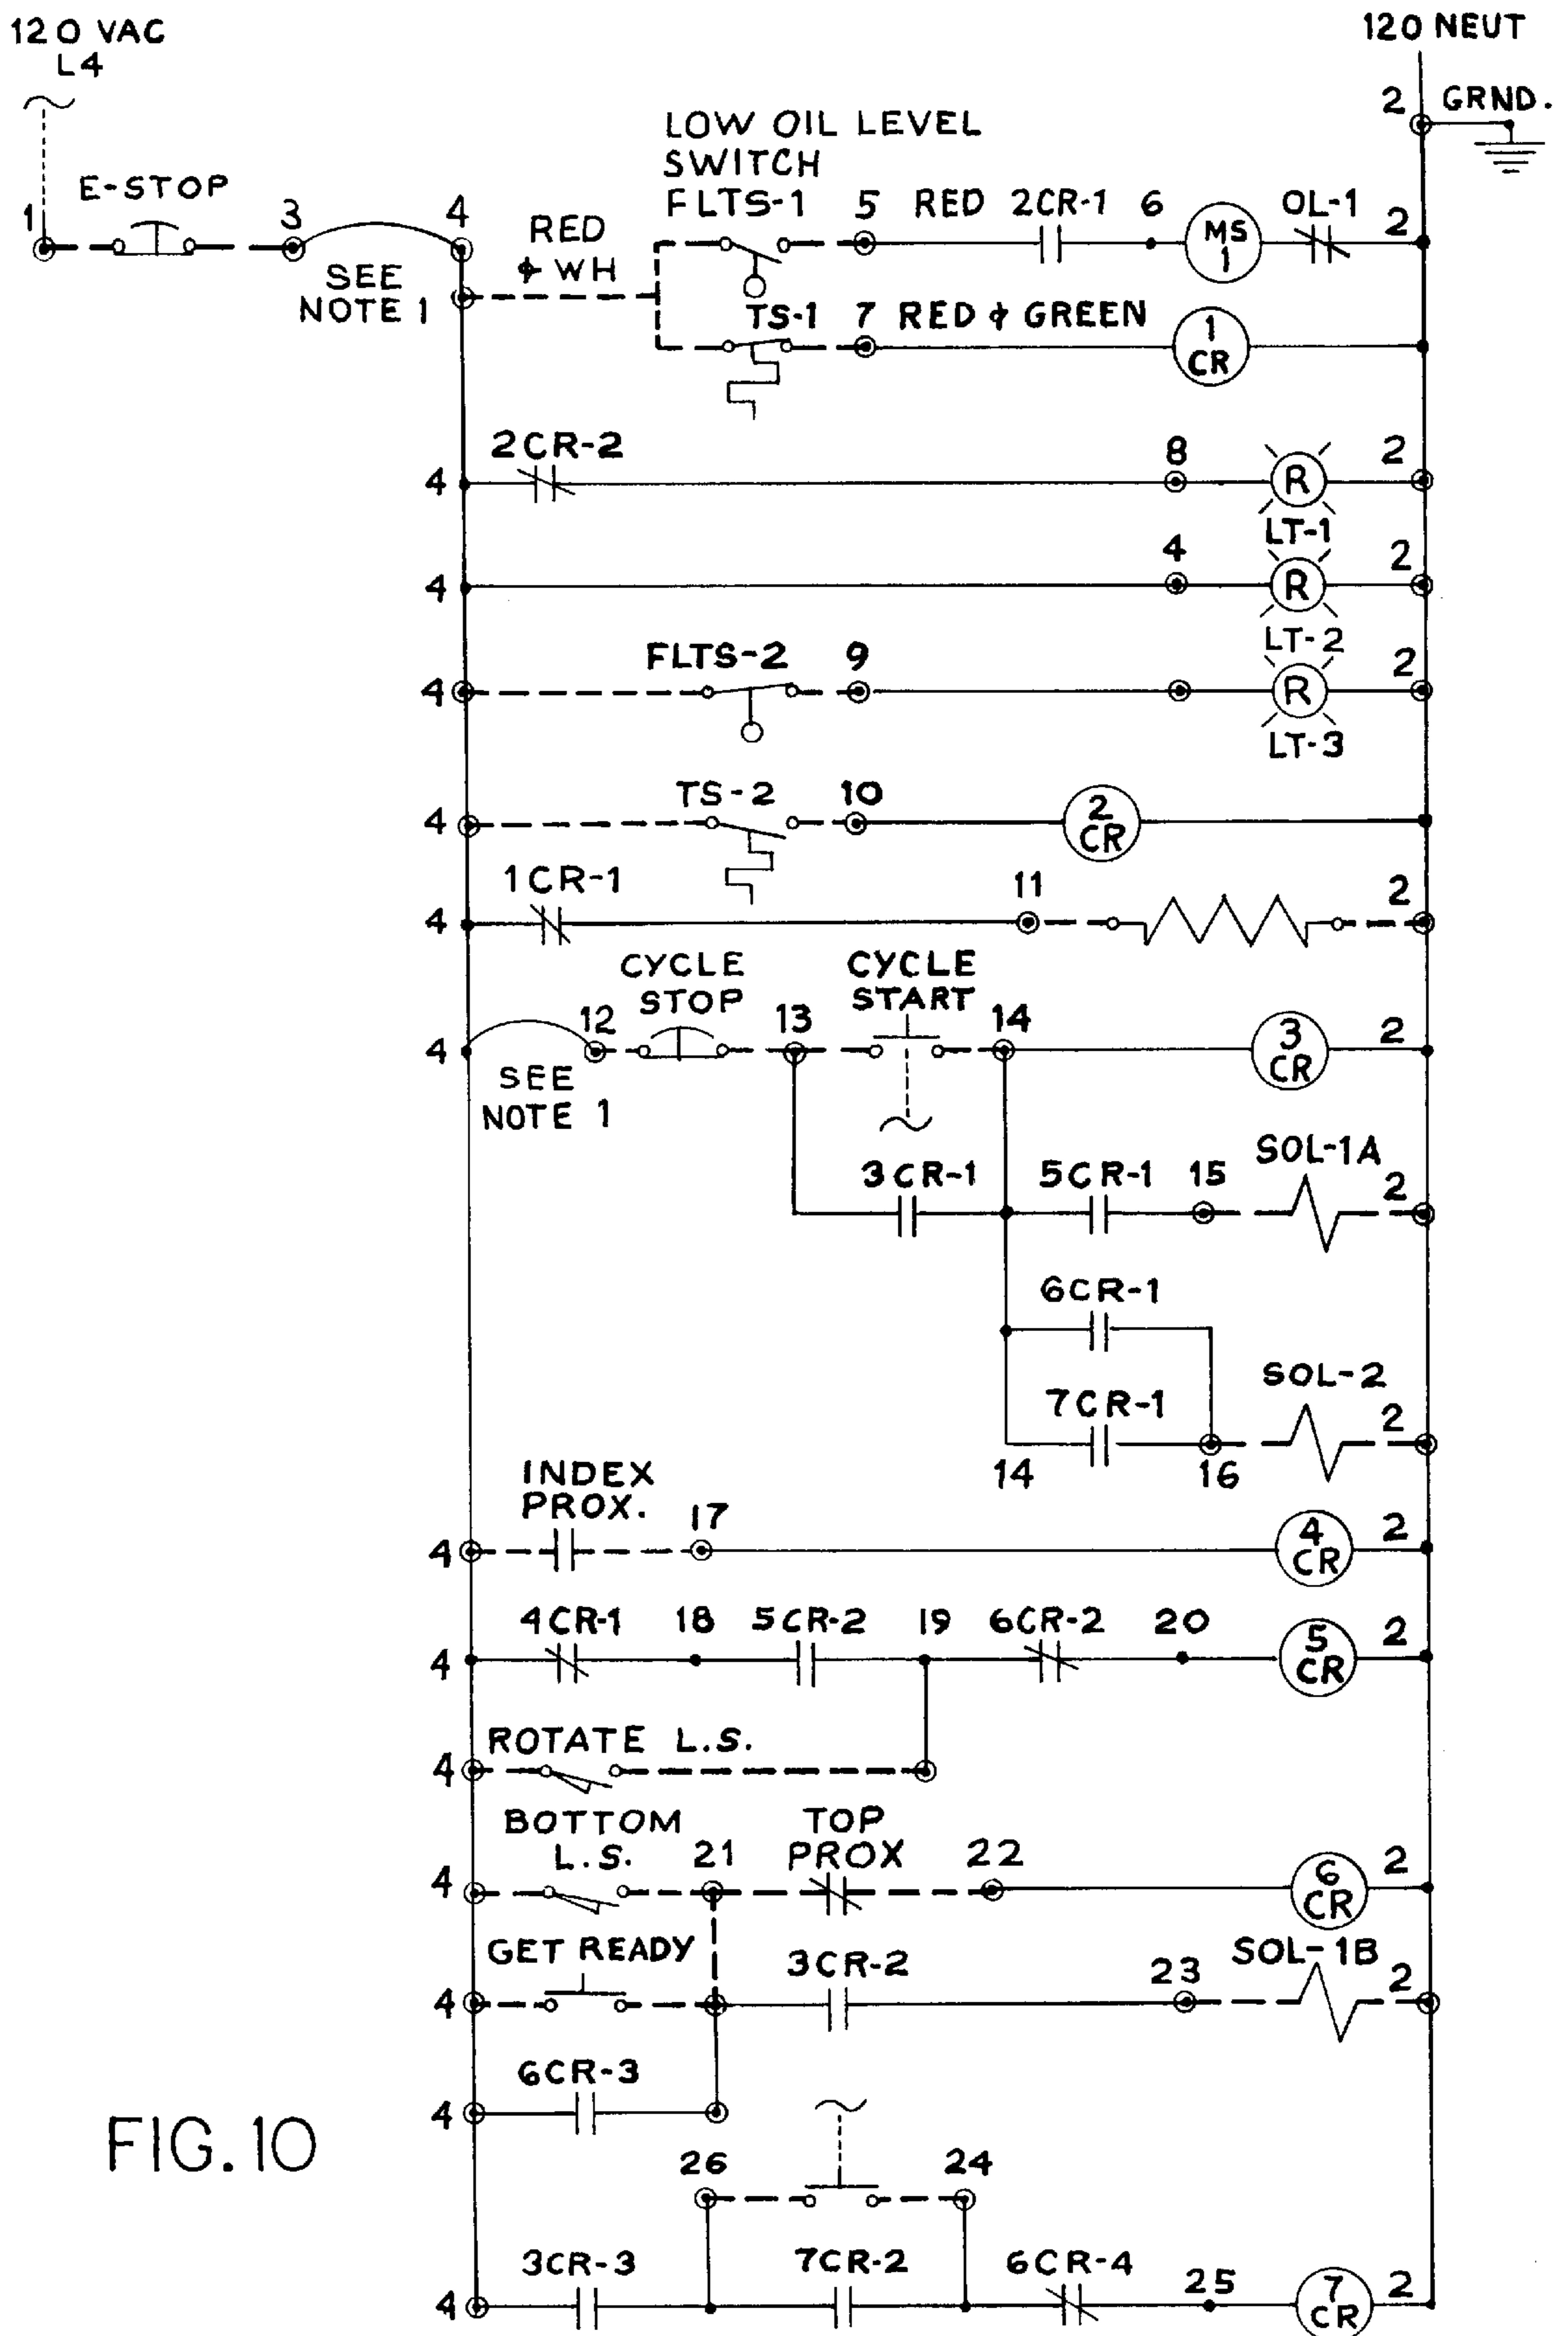 120 VAC
L4
120 NEUT
2 GRND.
LOW OIL LEVEL
SWITCH
E-STOP
1 3 4 RED FLTS-1 5 RED 2CR-1 6 MS 1 OL-1 2
& WH
SEE
NOTE 1
TS-1 7 RED & GREEN 1 CR
2CR-2
4 8 R 2
LT-1
4 4 R 2
LT-2
FLTS-2 9
4 R 2
LT-3
TS-2 10
4 2 CR
1CR-1 11
4 2
CYCLE STOP
CYCLE START
4 12 13 14 3 CR 2
SEE
NOTE 1
3CR-1 5CR-1 15 SOL-1A 2
6CR-1
7CR-1 SOL-2 2
14 16
INDEX
PROX. 17
4 4 CR 2
4CR-1 18 5CR-2 19 6CR-2 20
4 5 CR 2
ROTATE L.S.
4
BOTTOM L.S. 21 TOP PROX 22
4 6 CR 2
GET READY 3CR-2 23 SOL-1B
4 2
6CR-3
4
FIG. 10
26 24
3CR-3 7CR-2 6CR-4 25
4 7 CR 2